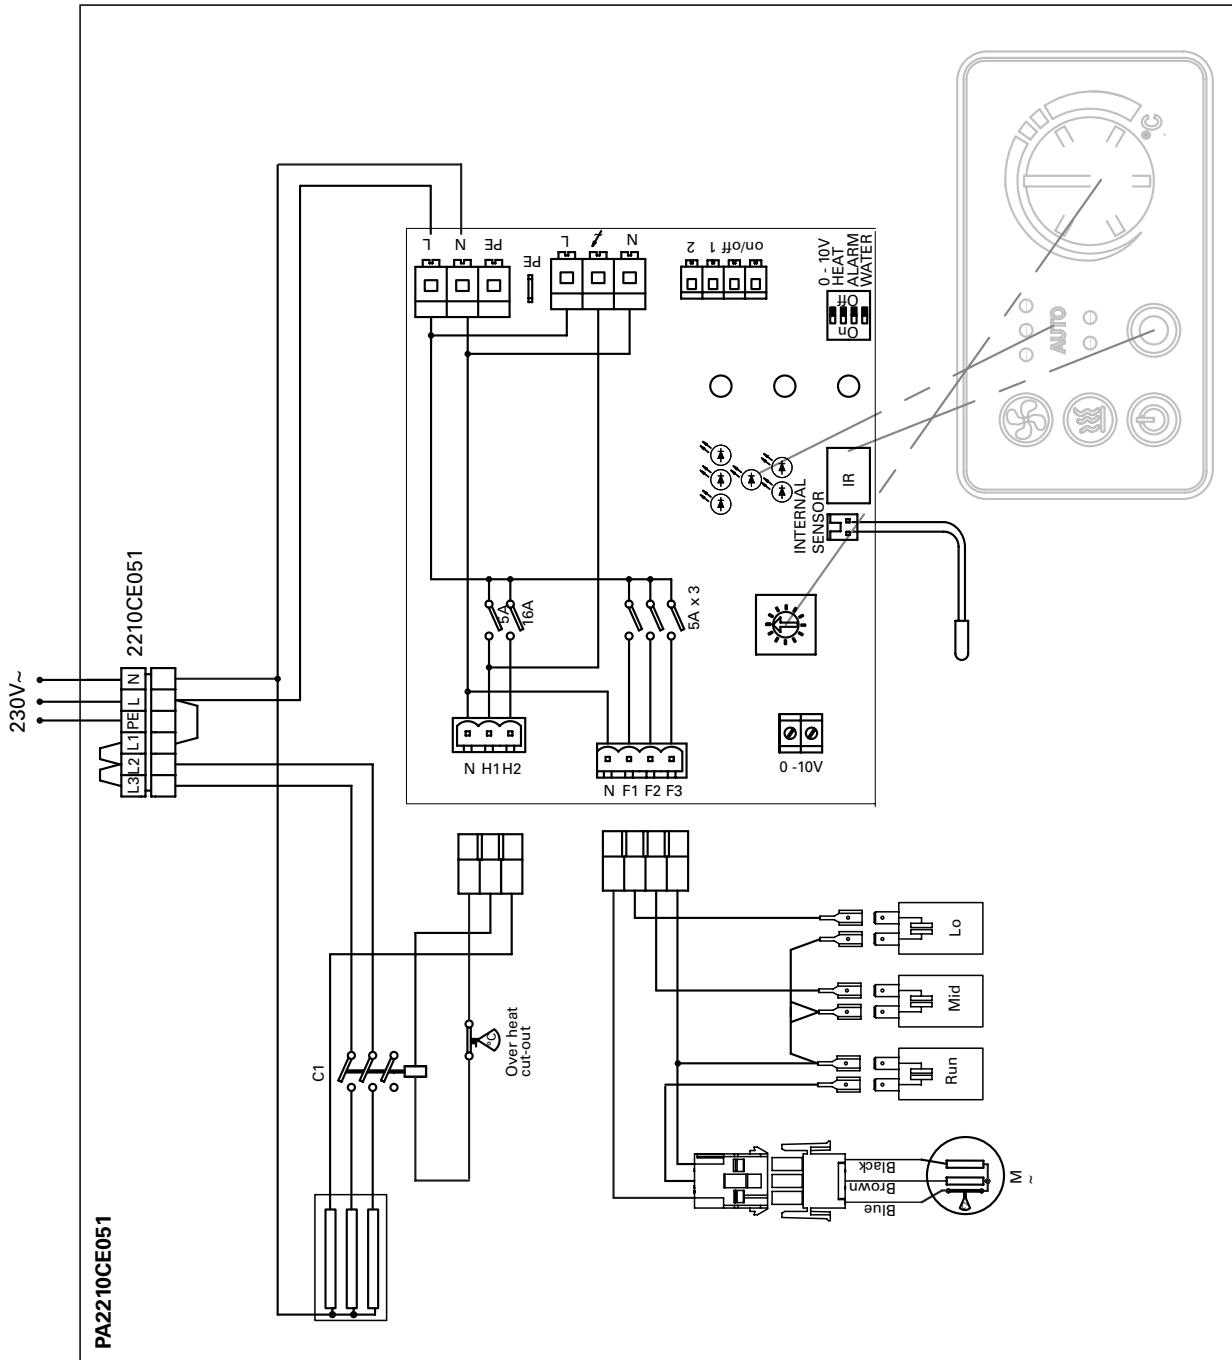 PA2210CE051
230V~
2210CE051
L3 L2 L1 PE L N
L
N
PE
PE
L
N
2 1 on/off
0 - 10V
HEAT
ALARM
WATER
Off
On
°C
AUTO
IR
INTERNAL
SENSOR
5A
16A
5A x 3
N H1 H2
N F1 F2 F3
0 -10V
C1
°C
Over heat
cut-out
Lo
Mid
Run
Black
Brown
Blue
M
~